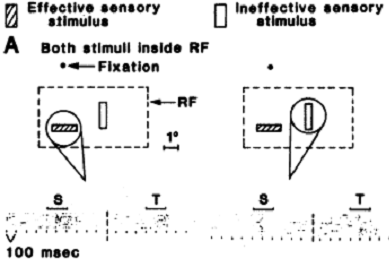 Effective sensory stimulus
Ineffective sensory stimulus
A Both stimuli inside RF
Fixation
RF
1°
S T S T
100 msec